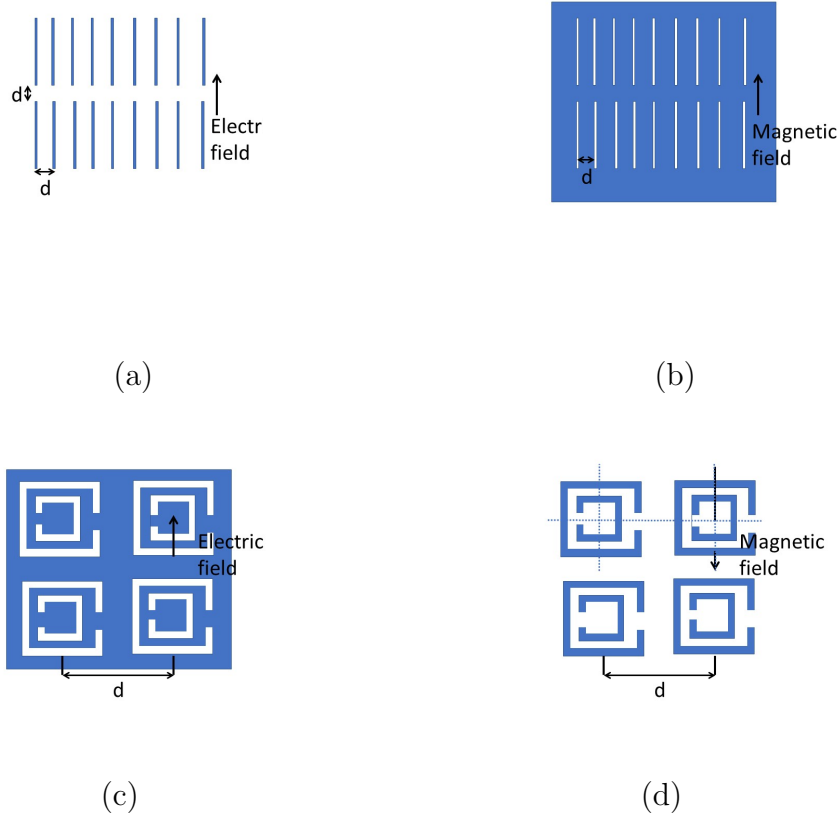 d
Electr
field
d
Magnetic
field
d
(a)
(b)
Electric
field
d
Magnetic
field
d
(c)
(d)